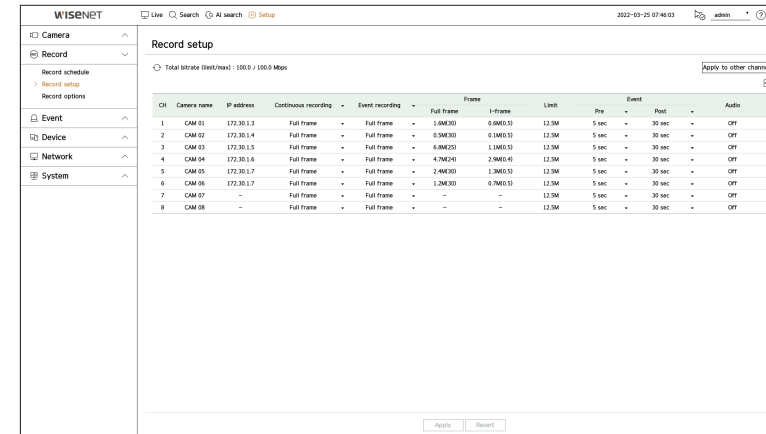 WISENET
Live Search AI search Setup 2022-03-25 07:46:03 admin ?
Camera
Record
Record schedule
> Record setup
Record options
Event
Device
Network
System
Record setup
Total bitrate (limit/max) : 100.0 / 100.0 Mbps
Apply to other channe
CH Camera name IP address Continuous recording Event recording Frame Limit Event Audio
Full frame I-frame Pre Post
1 CAM 01 172.30.1.3 Full frame Full frame 1.6M(30) 0.6M(0.5) 12.5M 5 sec 30 sec Off
2 CAM 02 172.30.1.4 Full frame Full frame 0.5M(30) 0.1M(0.5) 12.5M 5 sec 30 sec Off
3 CAM 03 172.30.1.5 Full frame Full frame 6.8M(25) 1.1M(0.5) 12.5M 5 sec 30 sec Off
4 CAM 04 172.30.1.6 Full frame Full frame 4.7M(24) 2.9M(0.4) 12.5M 5 sec 30 sec Off
5 CAM 05 172.30.1.7 Full frame Full frame 2.4M(30) 1.3M(0.5) 12.5M 5 sec 30 sec Off
6 CAM 06 172.30.1.7 Full frame Full frame 1.2M(30) 0.7M(0.5) 12.5M 5 sec 30 sec Off
7 CAM 07 – Full frame Full frame – – 12.5M 5 sec 30 sec Off
8 CAM 08 – Full frame Full frame – – 12.5M 5 sec 30 sec Off
Apply Revert